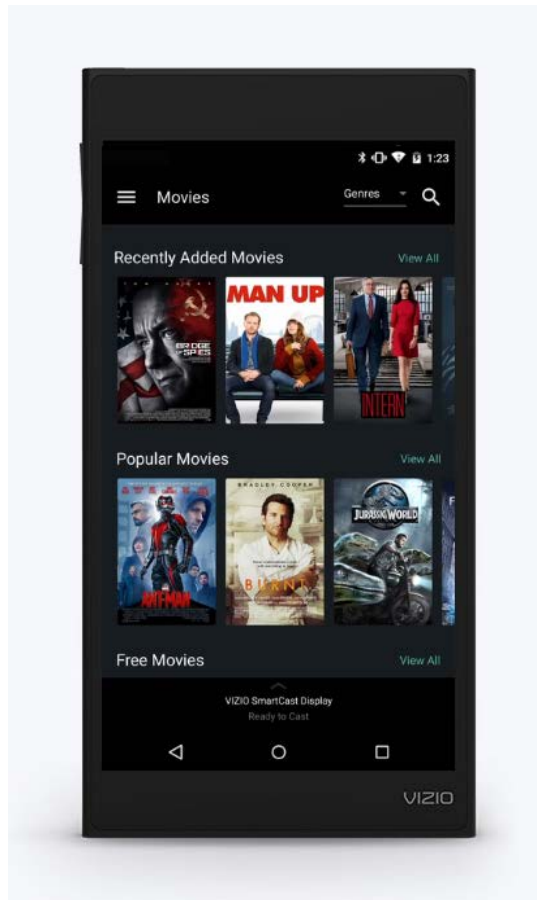 1:23
Movies
Genres
Recently Added Movies
View All
BRIDGE
OF SPIES
MAN UP
INTERN
Popular Movies
View All
ANT-MAN
BRADLEY COOPER
BURNT
JURASSIC WORLD
F
Free Movies
View All
VIZIO SmartCast Display
Ready to Cast
VIZIO